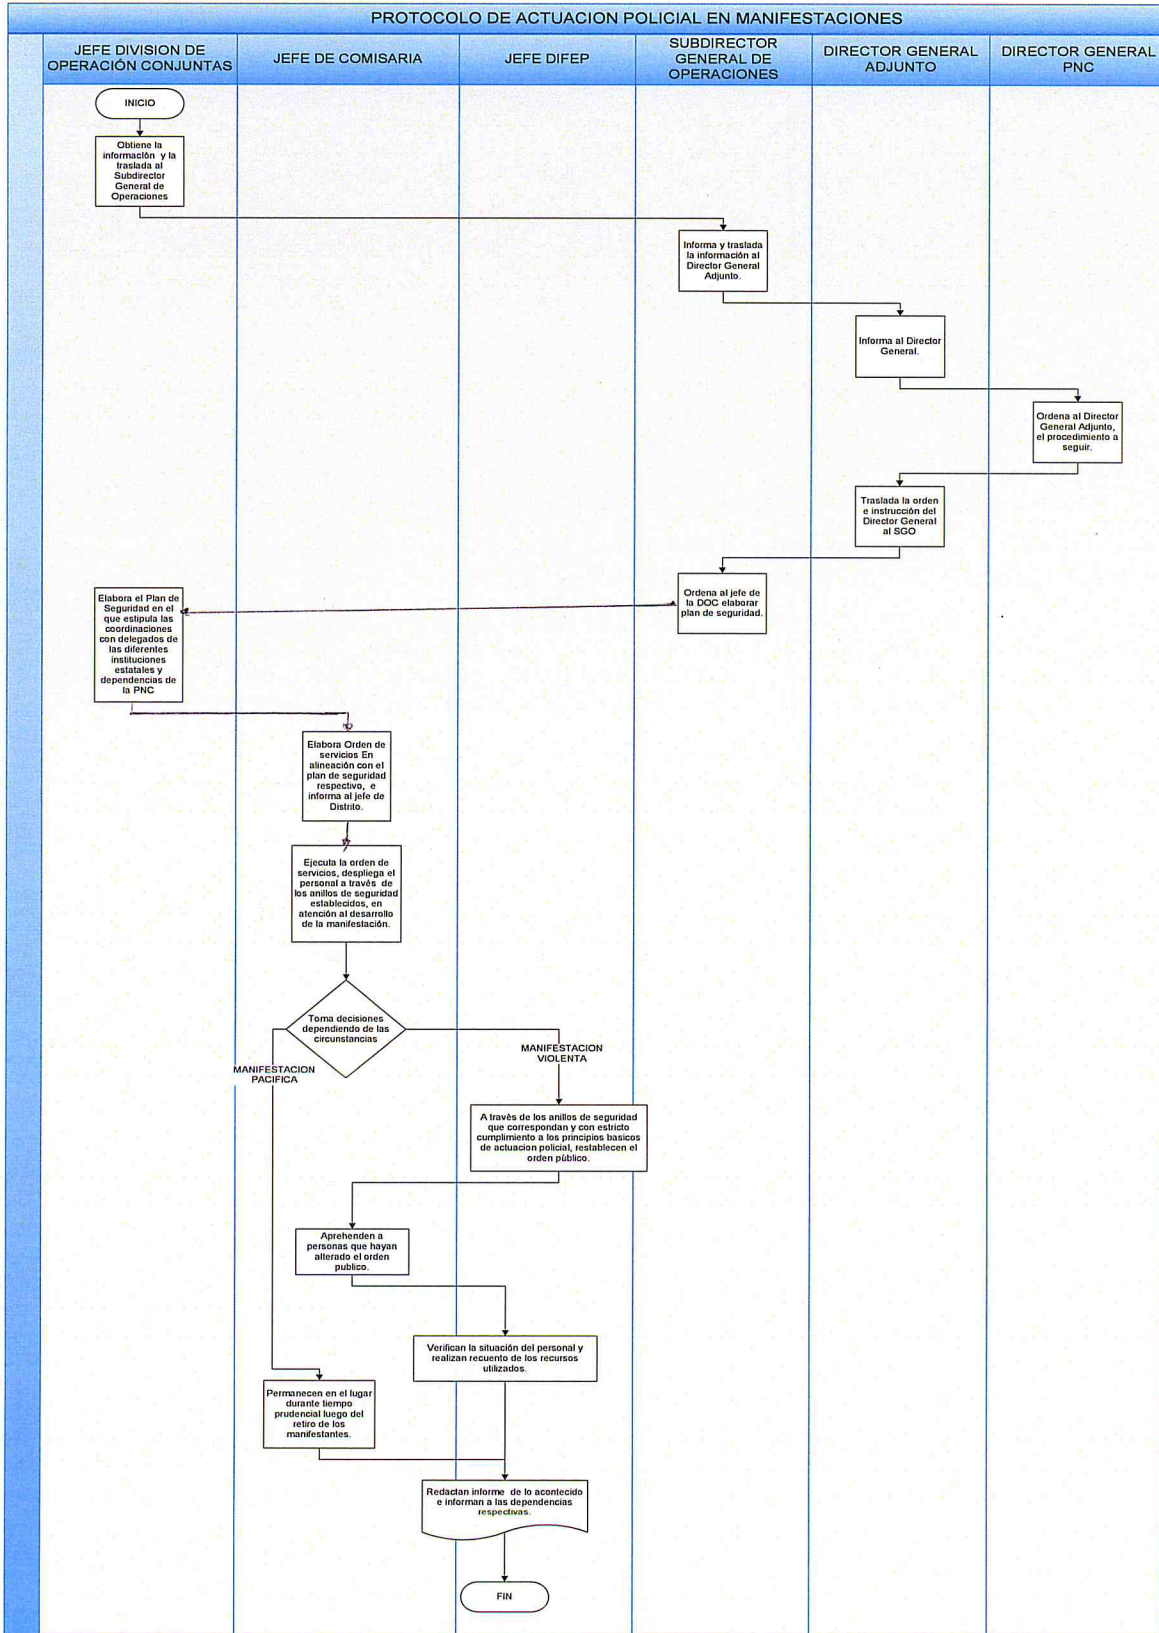 PROTOCOLO DE ACTUACION POLICIAL EN MANIFESTACIONES
JEFE DIVISION DE
OPERACIÓN CONJUNTAS
JEFE DE COMISARIA
JEFE DIFEP
SUBDIRECTOR
GENERAL DE
OPERACIONES
DIRECTOR GENERAL
ADJUNTO
DIRECTOR GENERAL
PNC
INICIO
Obtiene la
información y la
traslada al
Subdirector
General de
Operaciones
Informa y traslada
la información al
Director General
Adjunto.
Informa al Director
General.
Ordena al Director
General Adjunto,
el procedimiento a
seguir.
Traslada la orden
e instrucción del
Director General
al SGO
Ordena al jefe de
la DOC elaborar
plan de seguridad.
Elabora el Plan de
Seguridad en el
que estipula las
coordinaciones
con delegados de
las diferentes
instituciones
estatales y
dependencias de
la PNC
Elabora Orden de
servicios En
alineación con el
plan de seguridad
respectivo, e
informa al jefe de
Distrito.
Ejecuta la orden de
servicios, despliega el
personal a través de
los anillos de seguridad
establecidos, en
atención al desarrollo
de la manifestación.
Toma decisiones
dependiendo de las
circunstancias
MANIFESTACION
VIOLENTA
MANIFESTACION
PACIFICA
A través de los anillos de seguridad
que correspondan y con estricto
cumplimiento a los principios basicos
de actuacion policial, restablecen el
orden público.
Aprehenden a
personas que hayan
alterado el orden
publico.
Verifican la situación del personal y
realizan recuento de los recursos
utilizados.
Permanecen en el lugar
durante tiempo
prudencial luego del
retiro de los
manifestantes.
Redactan informe de lo acontecido
e informan a las dependencias
respectivas.
FIN